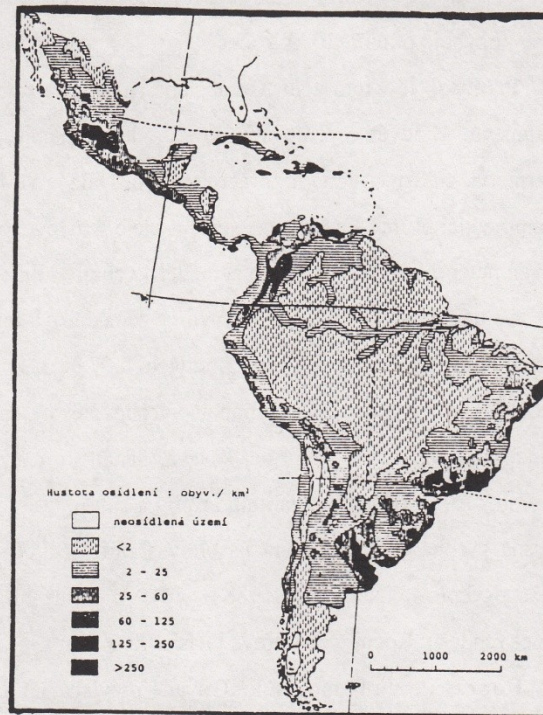 Hustota osídlení : obyv./ km²
neosídlená území
<2
2 - 25
25 - 60
60 - 125
125 - 250
>250
0 1000 2000 km